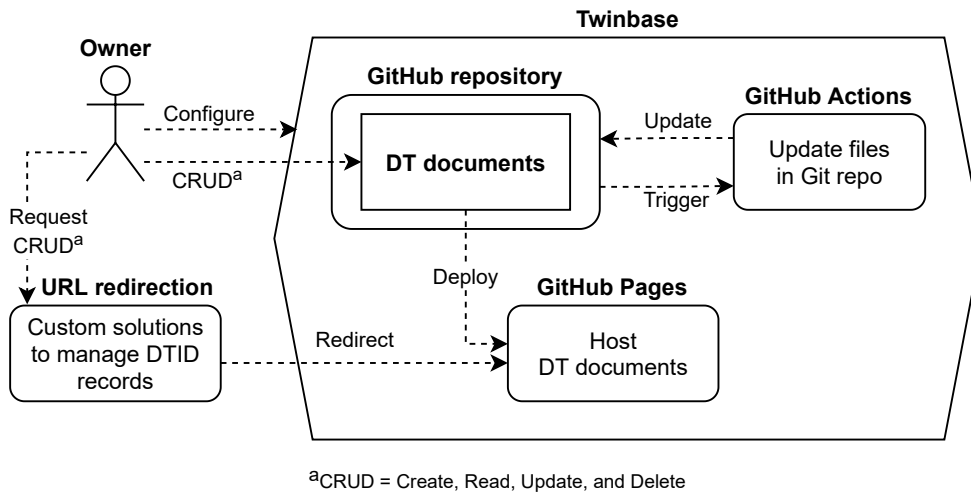 Twinbase
Owner
GitHub repository
GitHub Actions
Configure
DT documents
CRUDa
Update
Trigger
Update files
in Git repo
Request
CRUDa
Deploy
URL redirection
GitHub Pages
Custom solutions
to manage DTID
records
Redirect
Host
DT documents
aCRUD = Create, Read, Update, and Delete